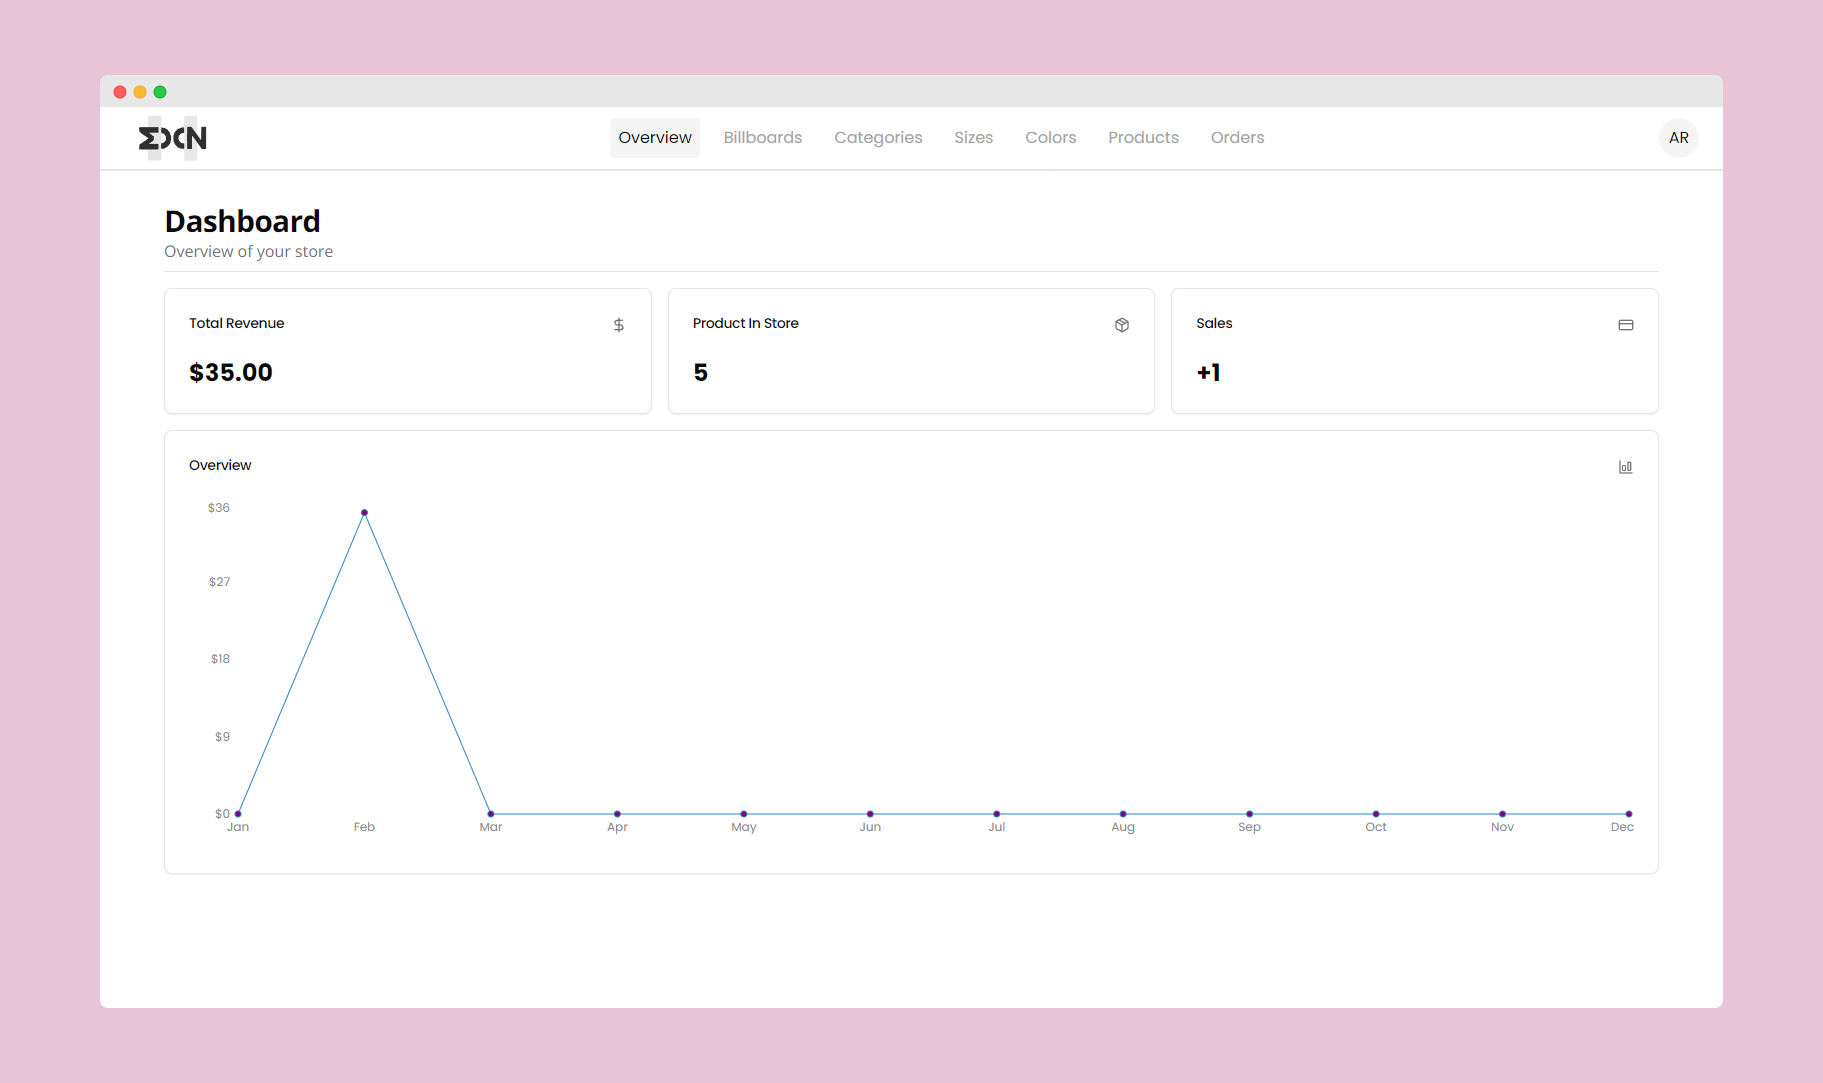 Overview Billboards Categories Sizes Colors Products Orders AR
Dashboard
Overview of your store
Total Revenue
$35.00
Product In Store
5
Sales
+1
Overview
$36
$27
$18
$9
$0
Jan Feb Mar Apr May Jun Jul Aug Sep Oct Nov Dec